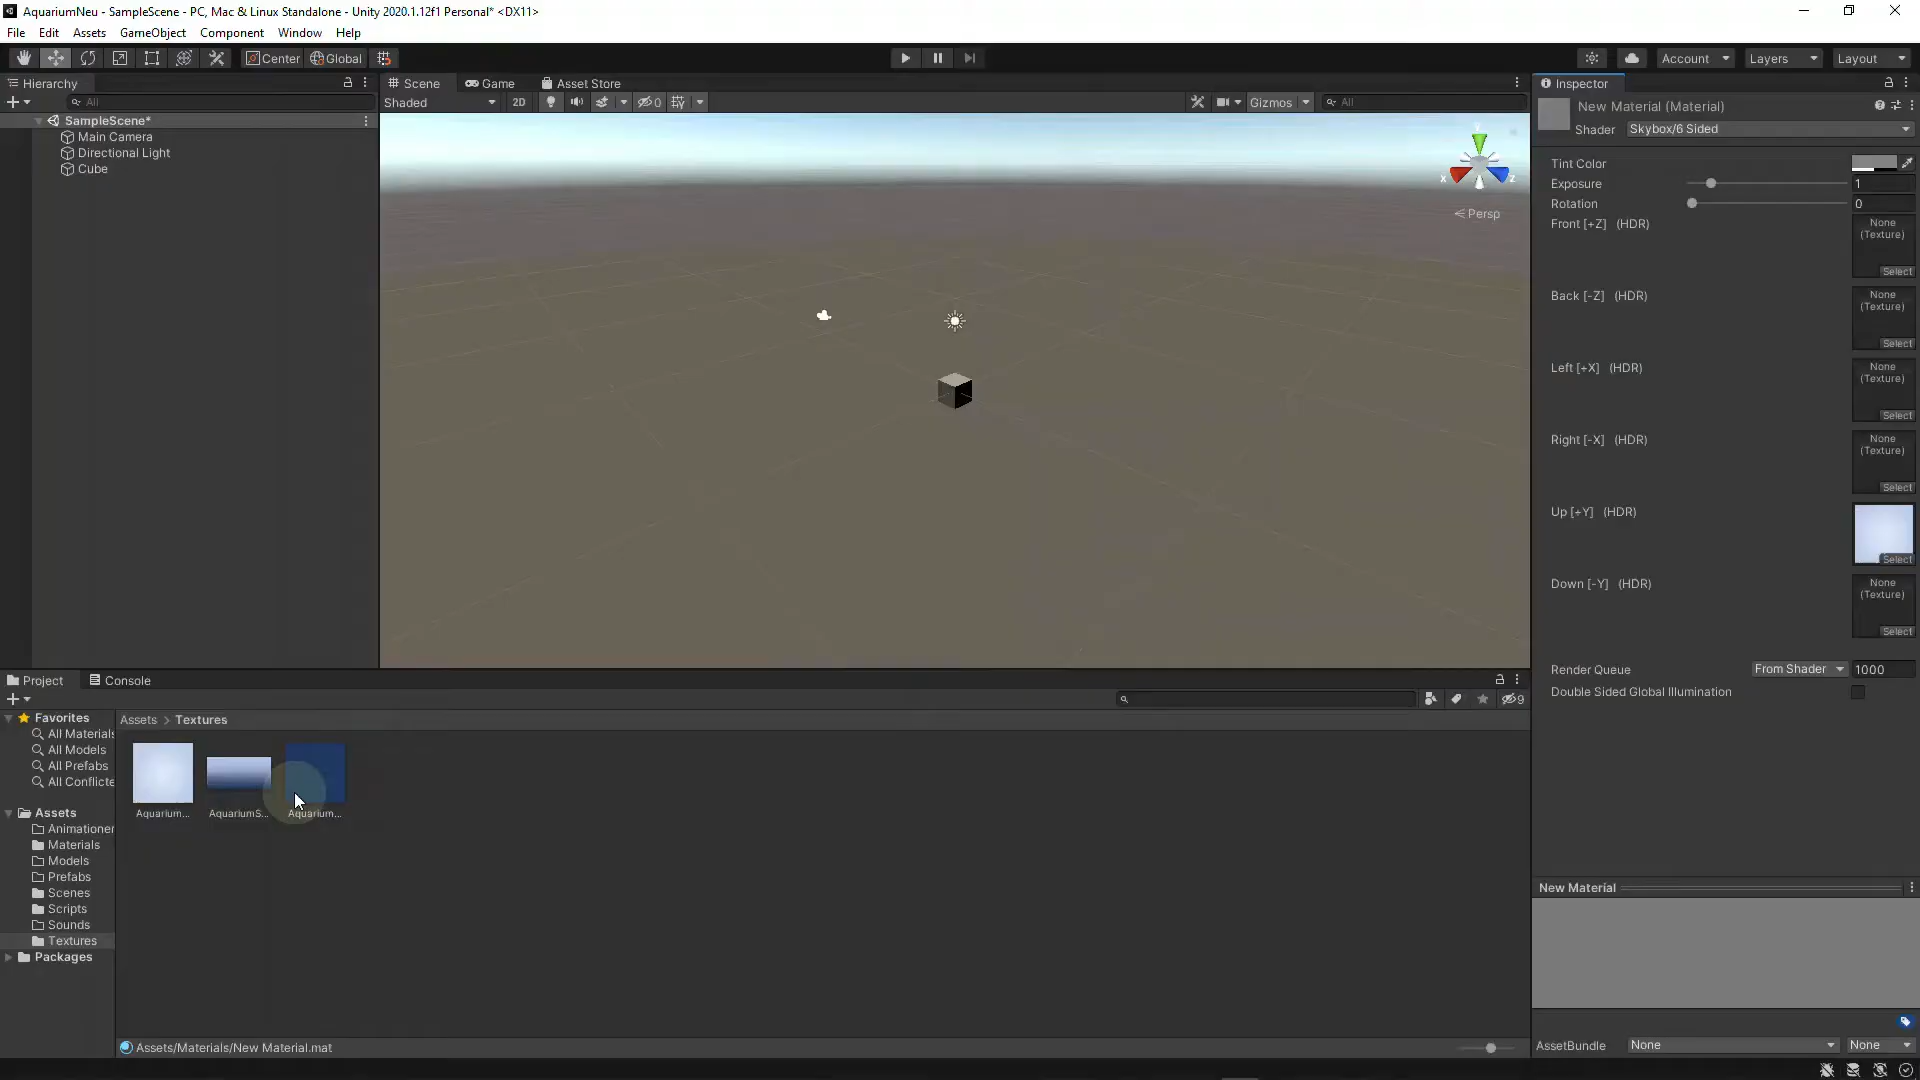 AquariumNeu - SampleScene - PC, Mac & Linux Standalone - Unity 2020.1.12f1 Personal* <DX11>
File Edit Assets GameObject Component Window Help
Center Global Account Layers Layout
Hierarchy
All
SampleScene*
Main Camera
Directional Light
Cube
Scene Game Asset Store
Shaded 2D 0 Gizmos All
Y
X
Z
Persp
Inspector
New Material (Material)
Shader Skybox/6 Sided
Tint Color
Exposure 1
Rotation 0
Front [+Z] (HDR) None (Texture) Select
Back [-Z] (HDR) None (Texture) Select
Left [+X] (HDR) None (Texture) Select
Right [-X] (HDR) None (Texture) Select
Up [+Y] (HDR) Select
Down [-Y] (HDR) None (Texture) Select
Render Queue From Shader 1000
Double Sided Global Illumination
Project Console
9
Favorites
All Materials
All Models
All Prefabs
All Conflicte
Assets
Animationen
Materials
Models
Prefabs
Scenes
Scripts
Sounds
Textures
Packages
Assets > Textures
Aquarium... AquariumS... Aquarium...
Assets/Materials/New Material.mat
New Material
AssetBundle None None